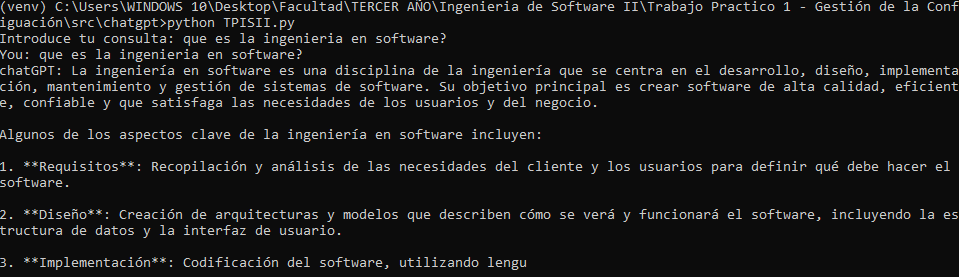 (venv) C:\Users\WINDOWS 10\Desktop\Facultad\TERCER AÑO\Ingenieria de Software II\Trabajo Practico 1 - Gestión de la Conf
iguación\src\chatgpt>python TPISII.py
Introduce tu consulta: que es la ingenieria en software?
You: que es la ingenieria en software?
chatGPT: La ingeniería en software es una disciplina de la ingeniería que se centra en el desarrollo, diseño, implementa
ción, mantenimiento y gestión de sistemas de software. Su objetivo principal es crear software de alta calidad, eficient
e, confiable y que satisfaga las necesidades de los usuarios y del negocio.
Algunos de los aspectos clave de la ingeniería en software incluyen:
1. **Requisitos**: Recopilación y análisis de las necesidades del cliente y los usuarios para definir qué debe hacer el
software.
2. **Diseño**: Creación de arquitecturas y modelos que describen cómo se verá y funcionará el software, incluyendo la es
tructura de datos y la interfaz de usuario.
3. **Implementación**: Codificación del software, utilizando lengu